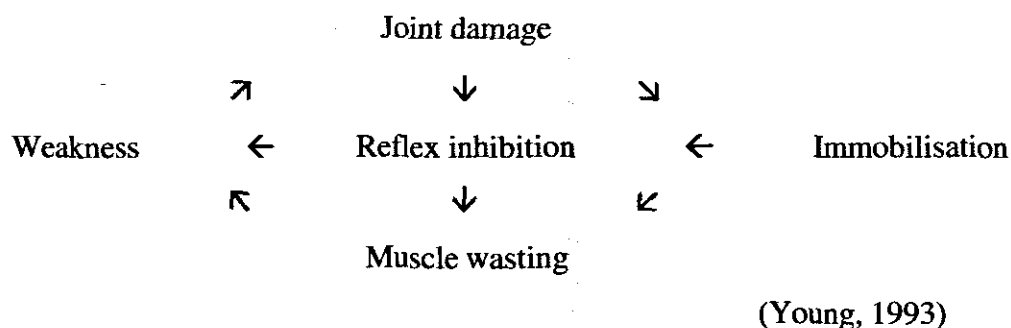 Joint damage
↗ ↓ ↘
Weakness ← Reflex inhibition ← Immobilisation
↖ ↓ ↙
Muscle wasting
(Young, 1993)